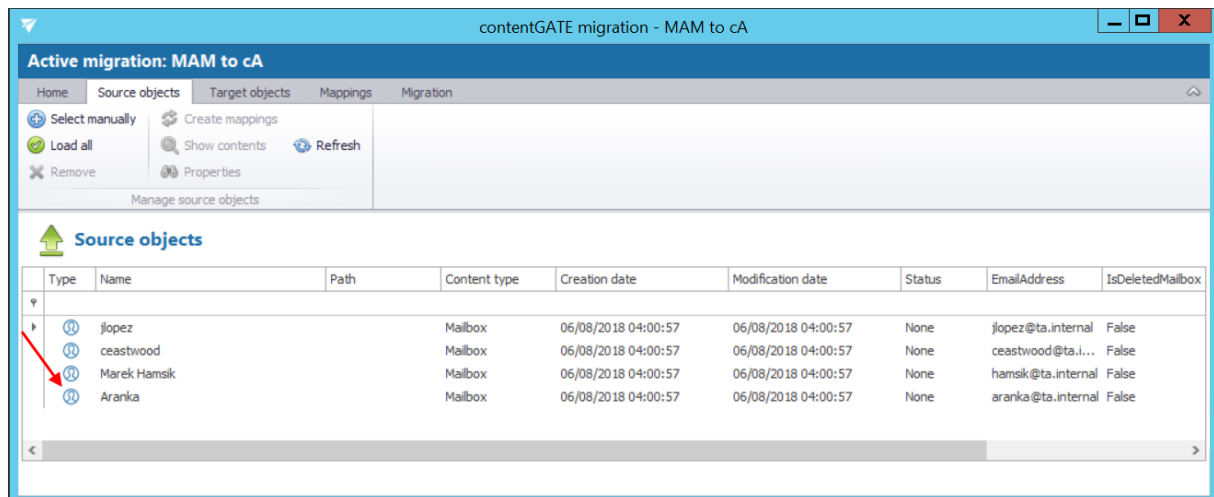 contentGATE migration - MAM to cA
Active migration: MAM to cA
Home Source objects Target objects Mappings Migration
Select manually Create mappings
Load all Show contents Refresh
Remove Properties
Manage source objects
Source objects
Type Name Path Content type Creation date Modification date Status EmailAddress IsDeletedMailbox
jlopez Mailbox 06/08/2018 04:00:57 06/08/2018 04:00:57 None jlopez@ta.internal False
ceastwood Mailbox 06/08/2018 04:00:57 06/08/2018 04:00:57 None ceastwood@ta.i... False
Marek Hamsik Mailbox 06/08/2018 04:00:57 06/08/2018 04:00:57 None hamsik@ta.internal False
Aranka Mailbox 06/08/2018 04:00:57 06/08/2018 04:00:57 None aranka@ta.internal False